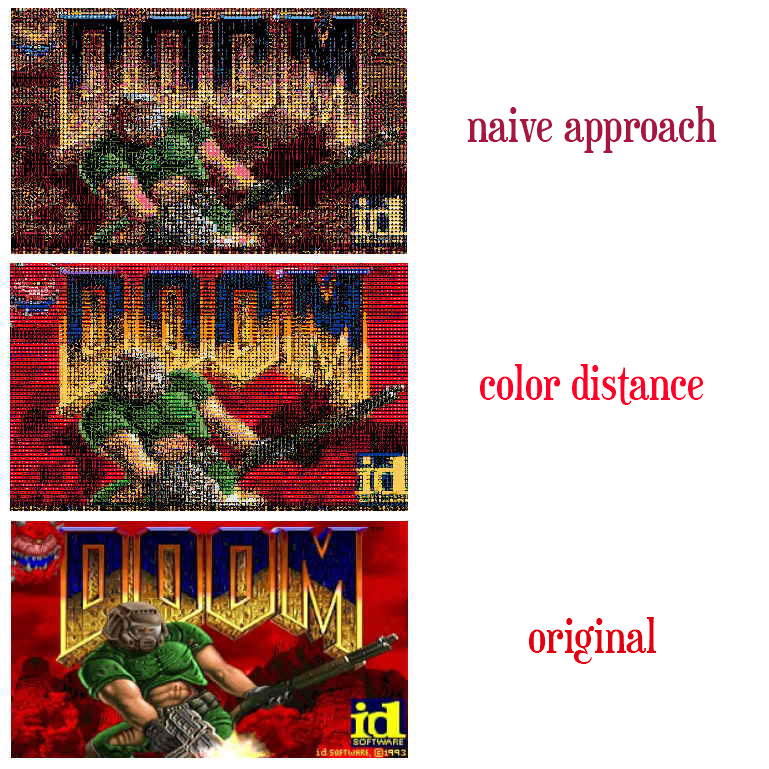 DOOM
naive approach
id
DOOM
color distance
id
DOOM
original
id
SOFTWARE
id SOFTWARE, ©1993